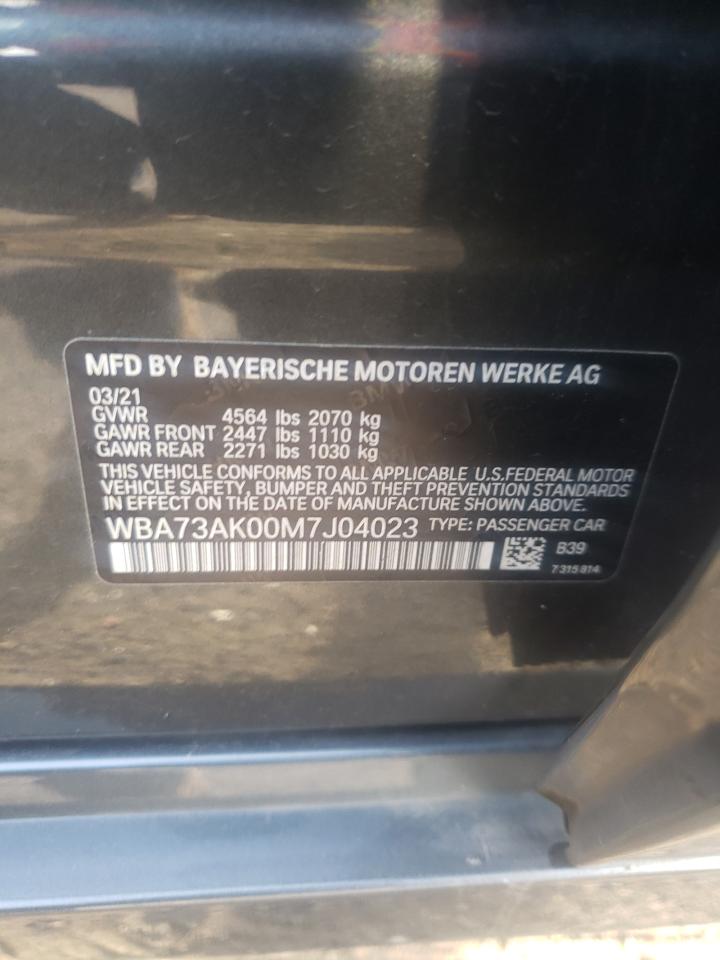 MFD BY BAYERISCHE MOTOREN WERKE AG
03/21
GVWR 4564 lbs 2070 kg
GAWR FRONT 2447 lbs 1110 kg
GAWR REAR 2271 lbs 1030 kg
THIS VEHICLE CONFORMS TO ALL APPLICABLE U.S.FEDERAL MOTOR
VEHICLE SAFETY, BUMPER AND THEFT PREVENTION STANDARDS
IN EFFECT ON THE DATE OF MANUFACTURE SHOWN ABOVE.
WBA73AK00M7J04023 TYPE: PASSENGER CAR
B39
7 315 814